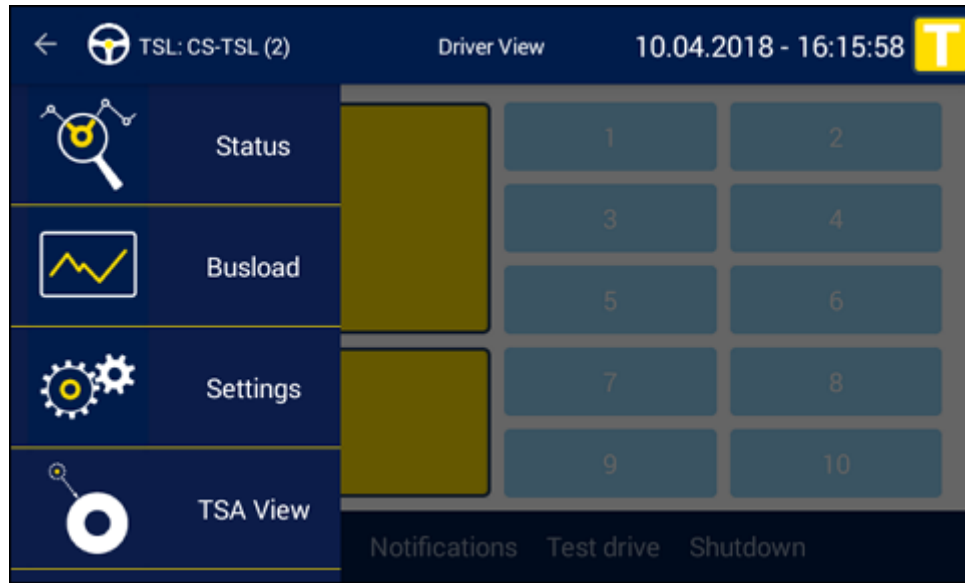 TSL: CS-TSL (2) Driver View 10.04.2018 - 16:15:58 T
Status
Busload
Settings
TSA View
1 2
3 4
5 6
7 8
9 10
Notifications Test drive Shutdown